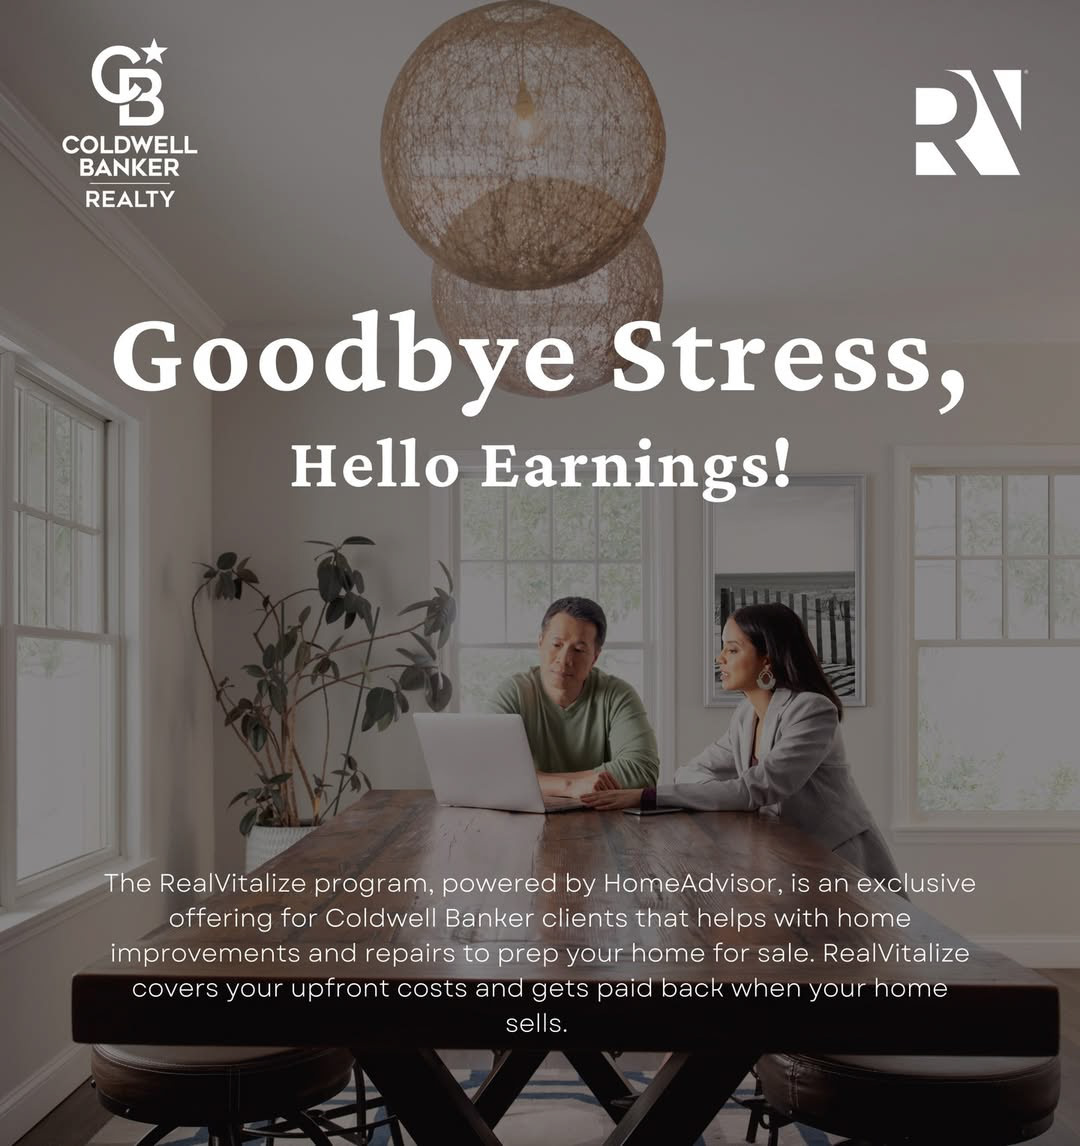 CB
COLDWELL
BANKER
REALTY
RV
Goodbye Stress,
Hello Earnings!
The RealVitalize program, powered by HomeAdvisor, is an exclusive
offering for Coldwell Banker clients that helps with home
improvements and repairs to prep your home for sale. RealVitalize
covers your upfront costs and gets paid back when your home
sells.